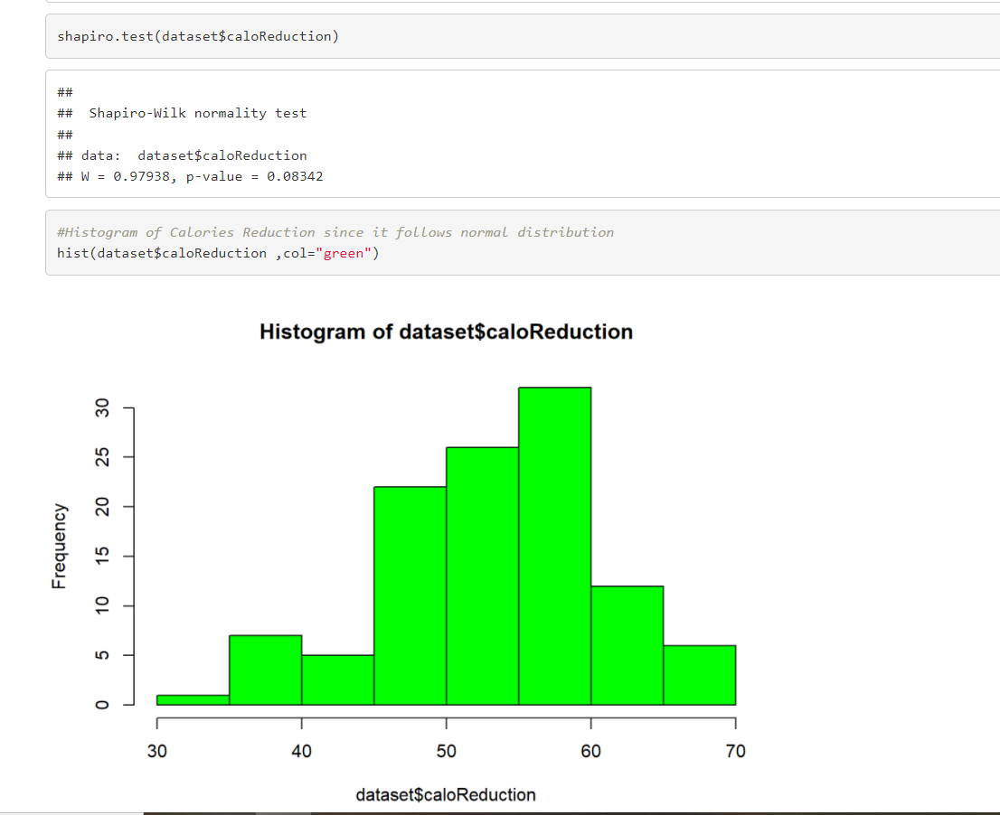 shapiro.test(dataset$caloReduction)
##
##  Shapiro-Wilk normality test
##
## data:  dataset$caloReduction
## W = 0.97938, p-value = 0.08342
#Histogram of Calories Reduction since it follows normal distribution
hist(dataset$caloReduction ,col="green")
Histogram of dataset$caloReduction
Frequency
30
25
20
15
10
5
0
30 40 50 60 70
dataset$caloReduction